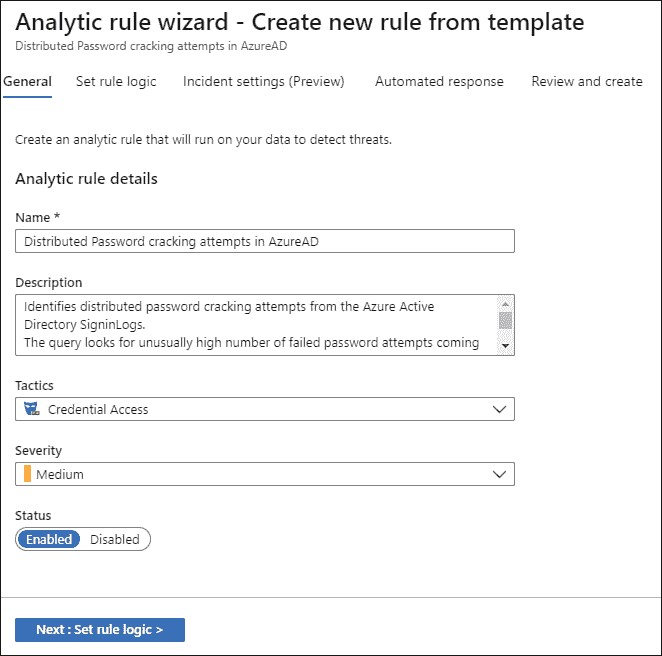 Analytic rule wizard - Create new rule from template
Distributed Password cracking attempts in AzureAD
General Set rule logic Incident settings (Preview) Automated response Review and create
Create an analytic rule that will run on your data to detect threats.
Analytic rule details
Name *
Distributed Password cracking attempts in AzureAD
Description
Identifies distributed password cracking attempts from the Azure Active
Directory SigninLogs.
The query looks for unusually high number of failed password attempts coming
Tactics
Credential Access
Severity
Medium
Status
Enabled Disabled
Next : Set rule logic >